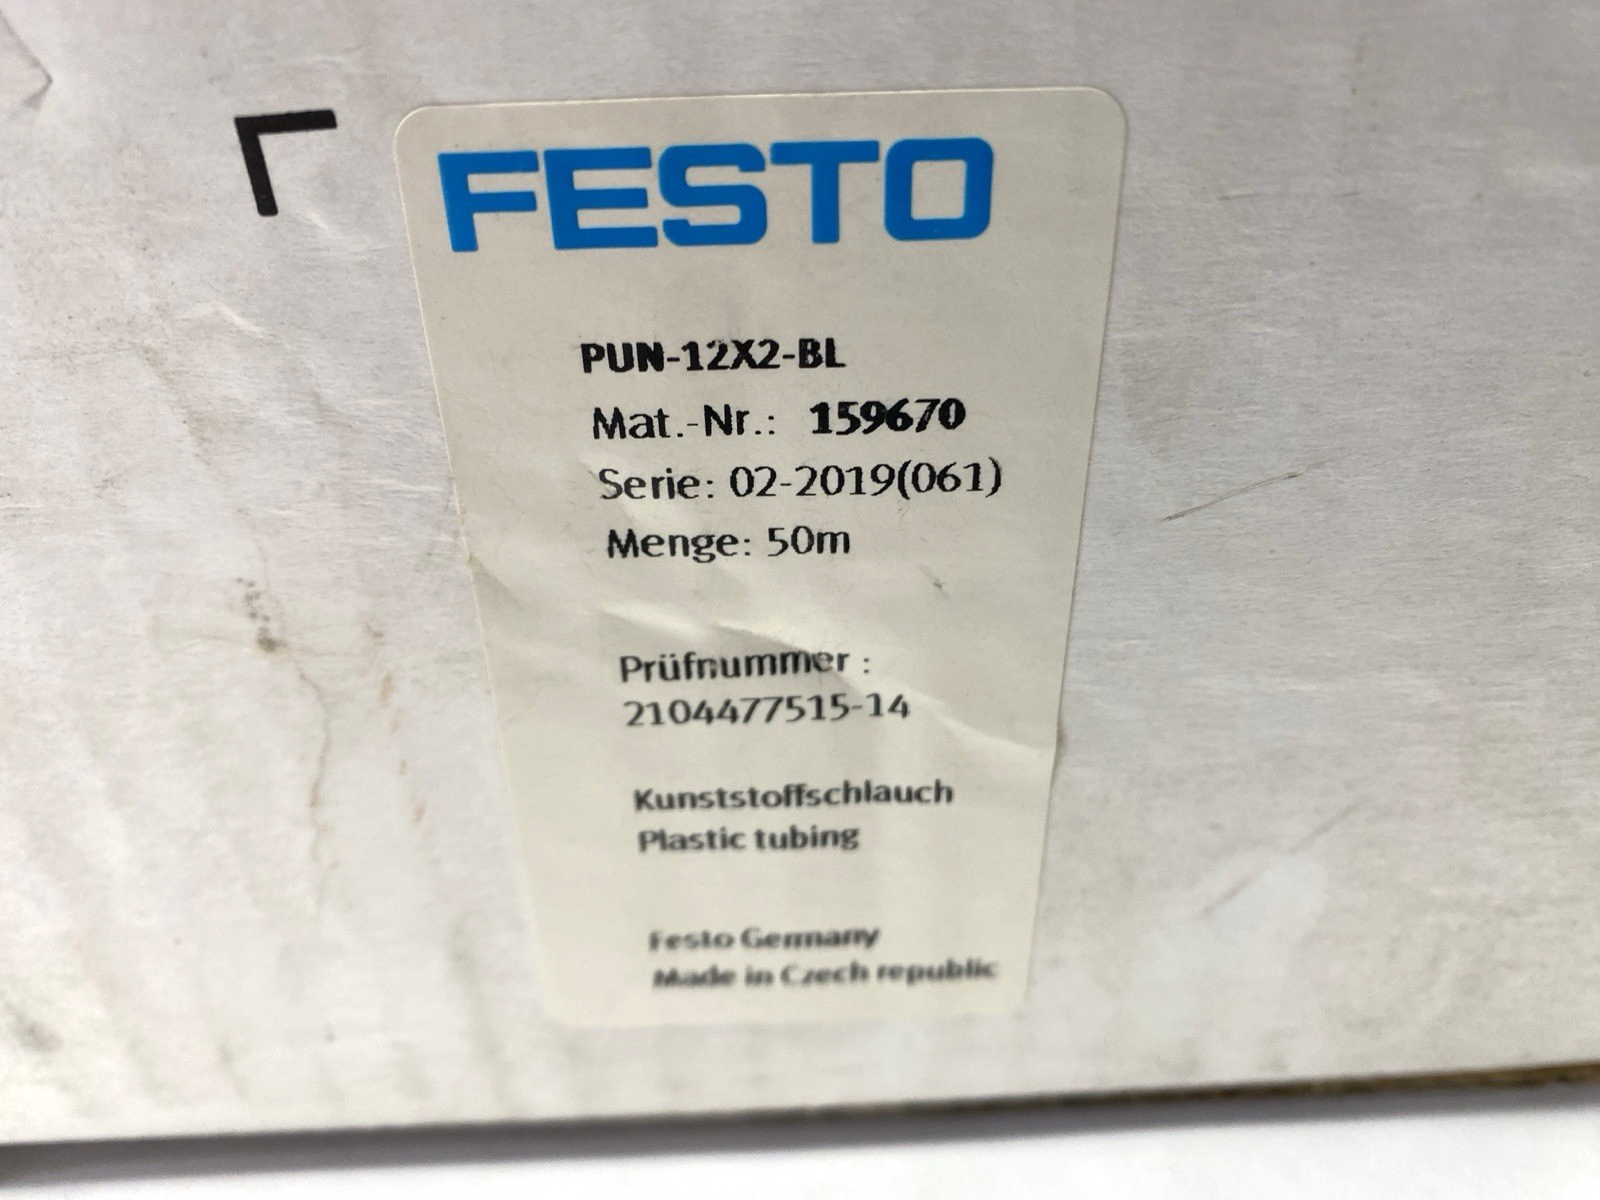 FESTO
PUN-12X2-BL
Mat.-Nr.: 159670
Serie: 02-2019(061)
Menge: 50m
Prüfnummer :
2104477515-14
Kunststoffschlauch
Plastic tubing
Festo Germany
Made in Czech republic